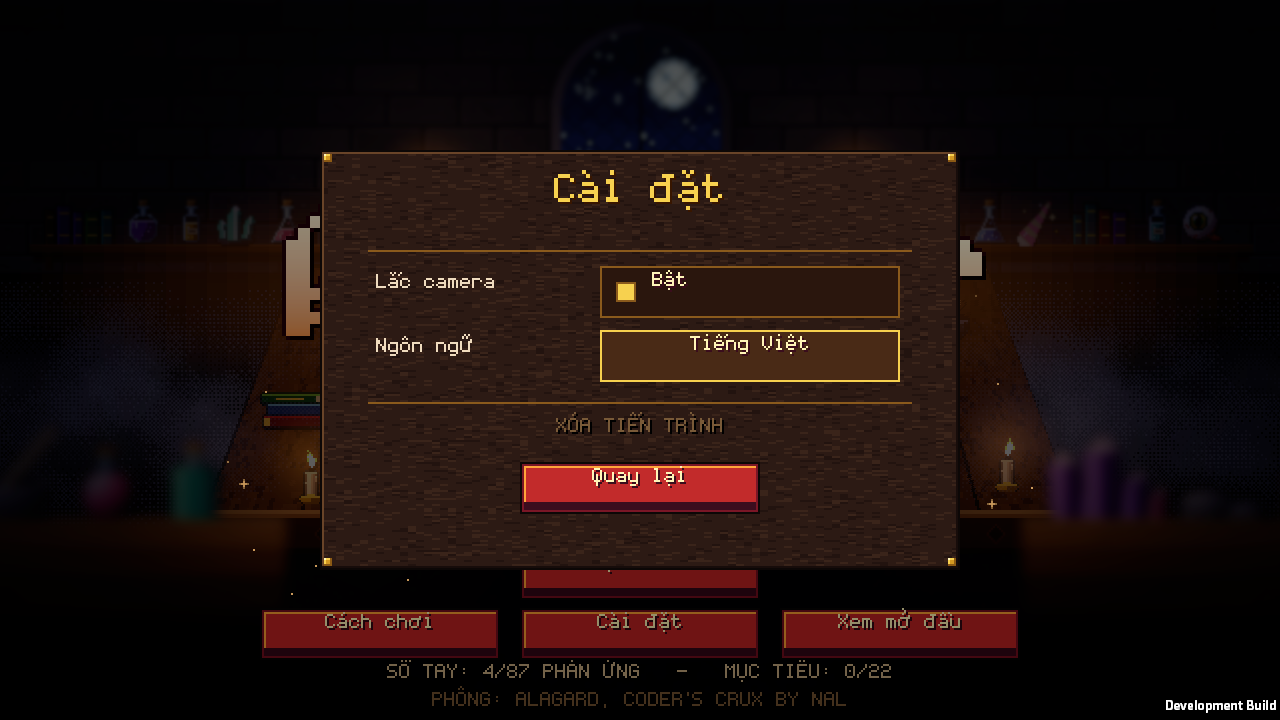 Cài đặt
Lắc camera
Bật
Ngôn ngữ
Tiếng Việt
XÓA TIẾN TRÌNH
Quay lại
Cách chơi
Cài đặt
Xem mở đầu
SỔ TAY: 4/87 PHẢN ỨNG – MỤC TIÊU: 0/22
PHÔNG: ALAGARD, CODER'S CRUX BY NAL
Development Build